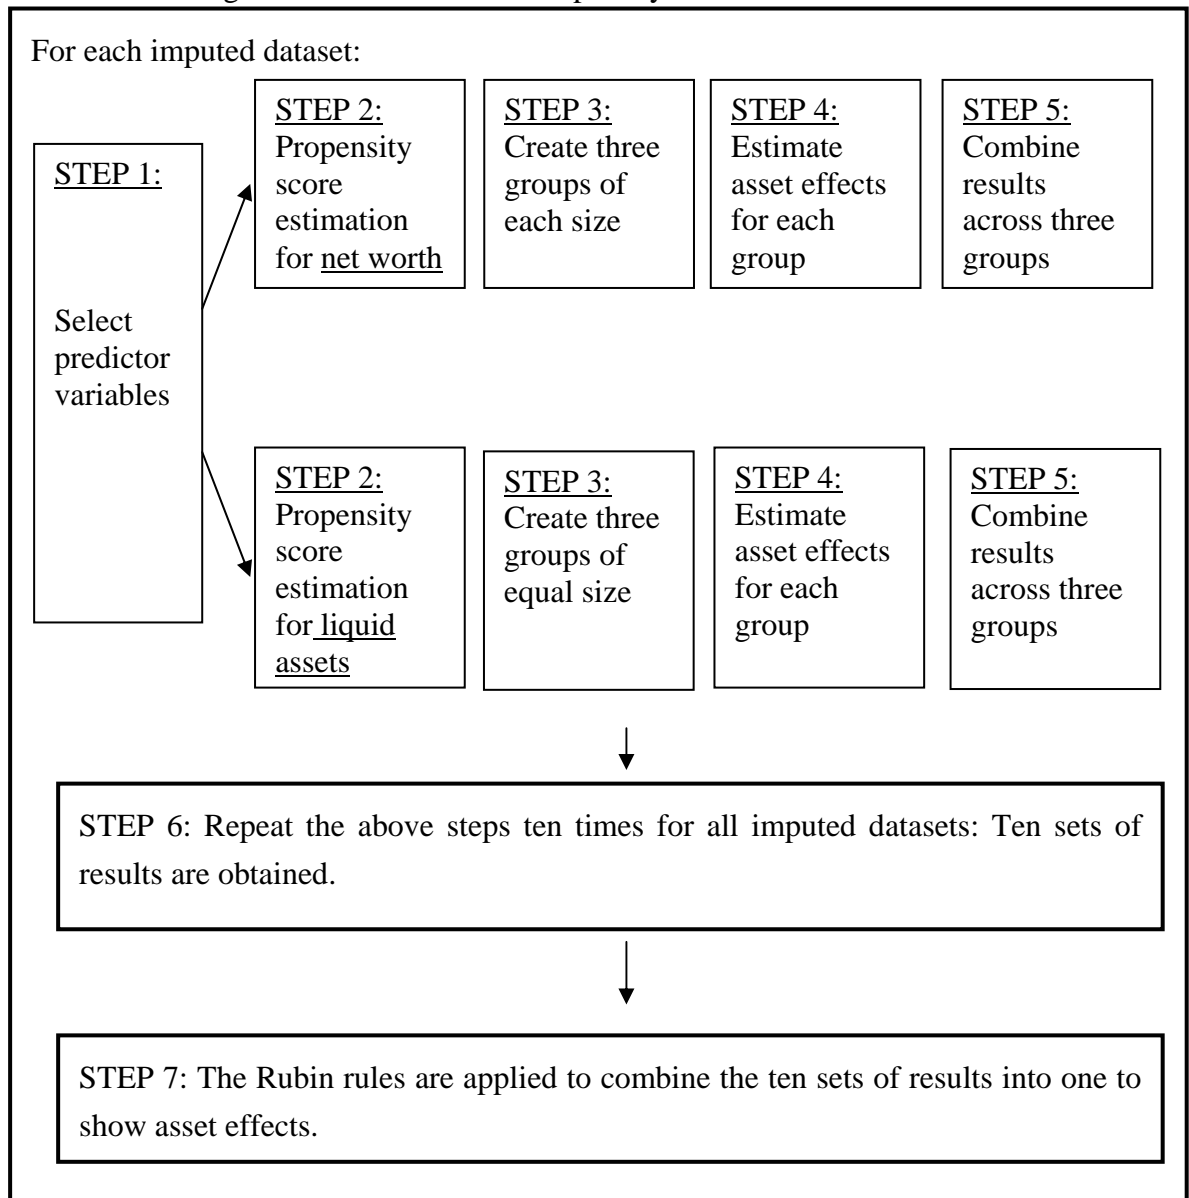 For each imputed dataset:
STEP 1:
Select
predictor
variables
STEP 2:
Propensity
score
estimation
for net worth
STEP 3:
Create three
groups of
each size
STEP 4:
Estimate
asset effects
for each
group
STEP 5:
Combine
results
across three
groups
STEP 2:
Propensity
score
estimation
for liquid
assets
STEP 3:
Create three
groups of
equal size
STEP 4:
Estimate
asset effects
for each
group
STEP 5:
Combine
results
across three
groups
STEP 6: Repeat the above steps ten times for all imputed datasets: Ten sets of
results are obtained.
STEP 7: The Rubin rules are applied to combine the ten sets of results into one to
show asset effects.